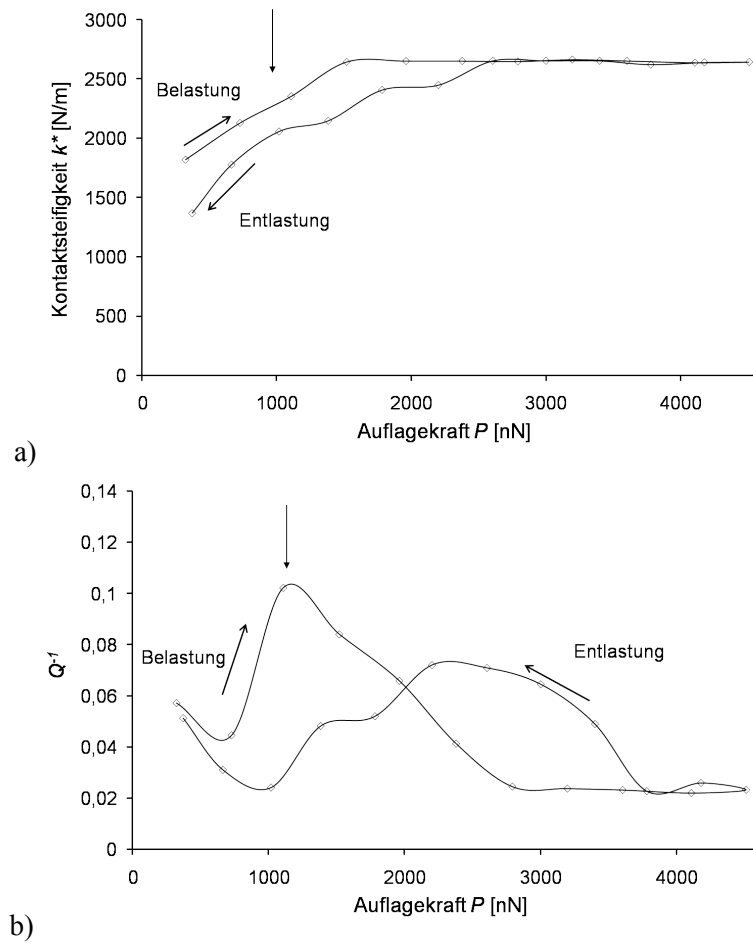 3000
2500
2000
1500
1000
500
0
Kontaktsteifigkeit k* [N/m]
Belastung
Entlastung
0 1000 2000 3000 4000
Auflagekraft P [nN]
a)
0,14
0,12
0,1
0,08
0,06
0,04
0,02
0
Q-1
Belastung
Entlastung
0 1000 2000 3000 4000
Auflagekraft P [nN]
b)